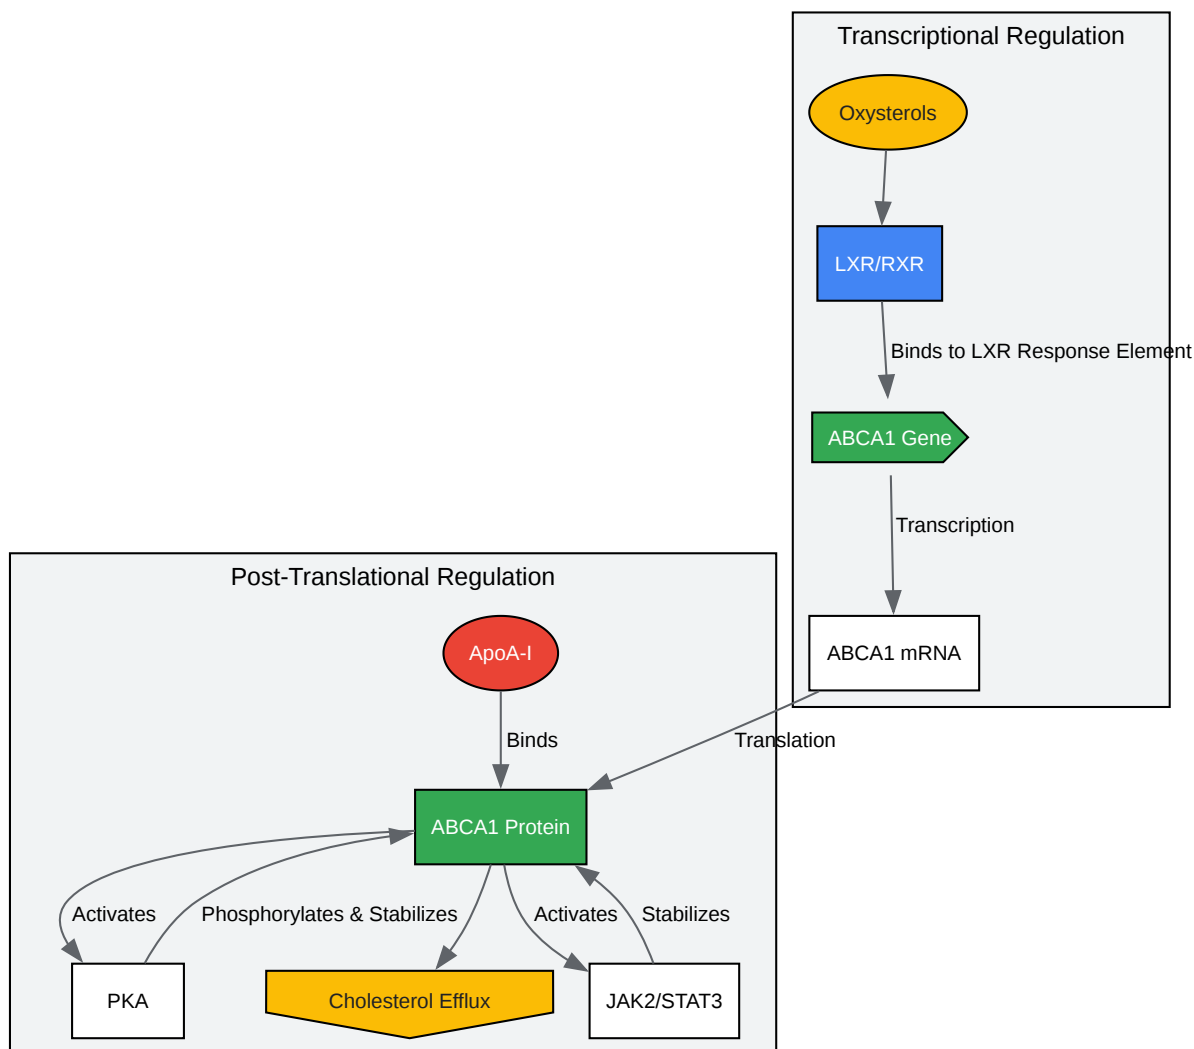 Transcriptional Regulation
Oxysterols
LXR/RXR
Binds to LXR Response Element
ABCA1 Gene
Transcription
ABCA1 mRNA
Translation
Post-Translational Regulation
ApoA-I
Binds
ABCA1 Protein
Activates
Phosphorylates & Stabilizes
Activates
Stabilizes
PKA
Cholesterol Efflux
JAK2/STAT3